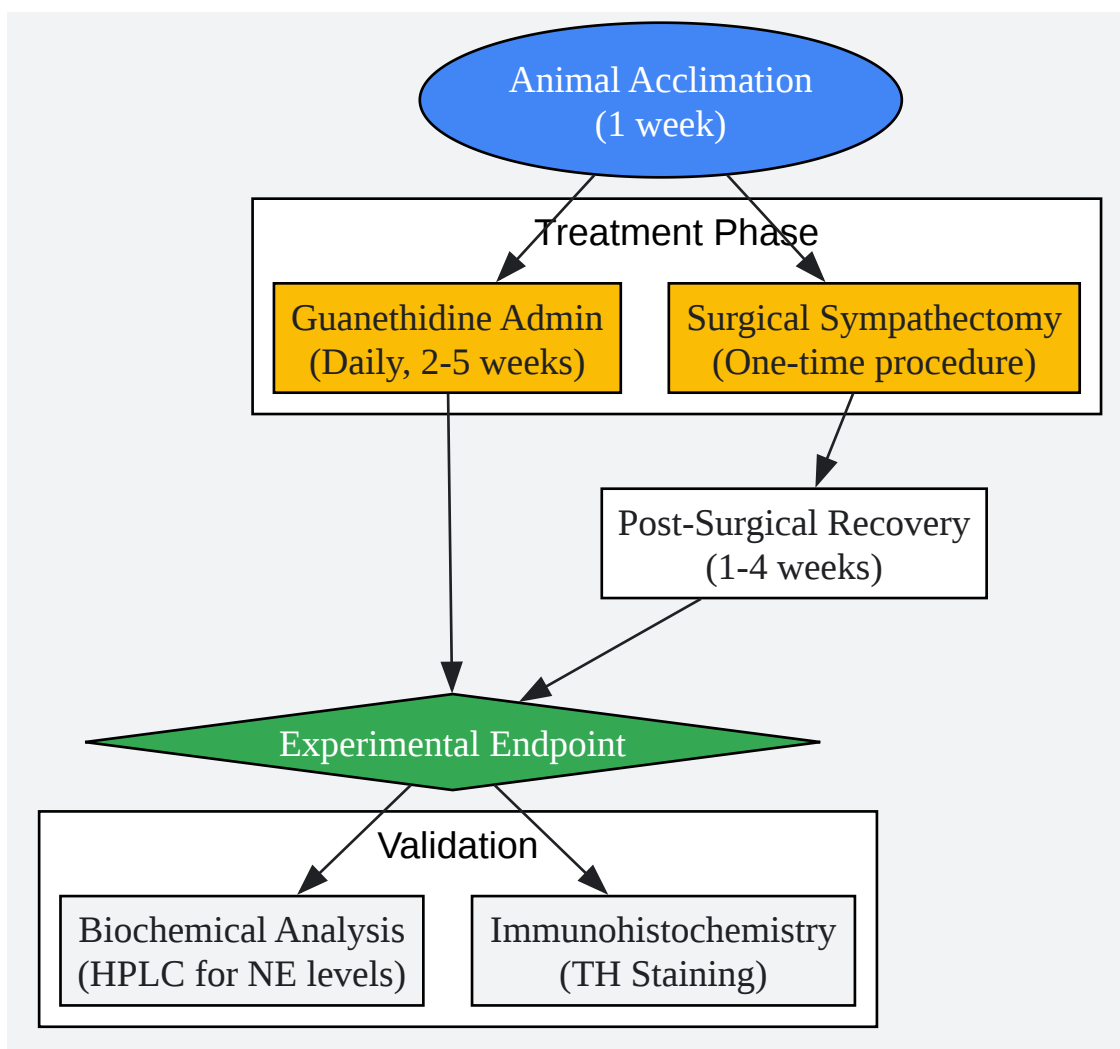 Animal Acclimation
(1 week)
Treatment Phase
Guanethidine Admin
(Daily, 2-5 weeks)
Surgical Sympathectomy
(One-time procedure)
Post-Surgical Recovery
(1-4 weeks)
Experimental Endpoint
Validation
Biochemical Analysis
(HPLC for NE levels)
Immunohistochemistry
(TH Staining)